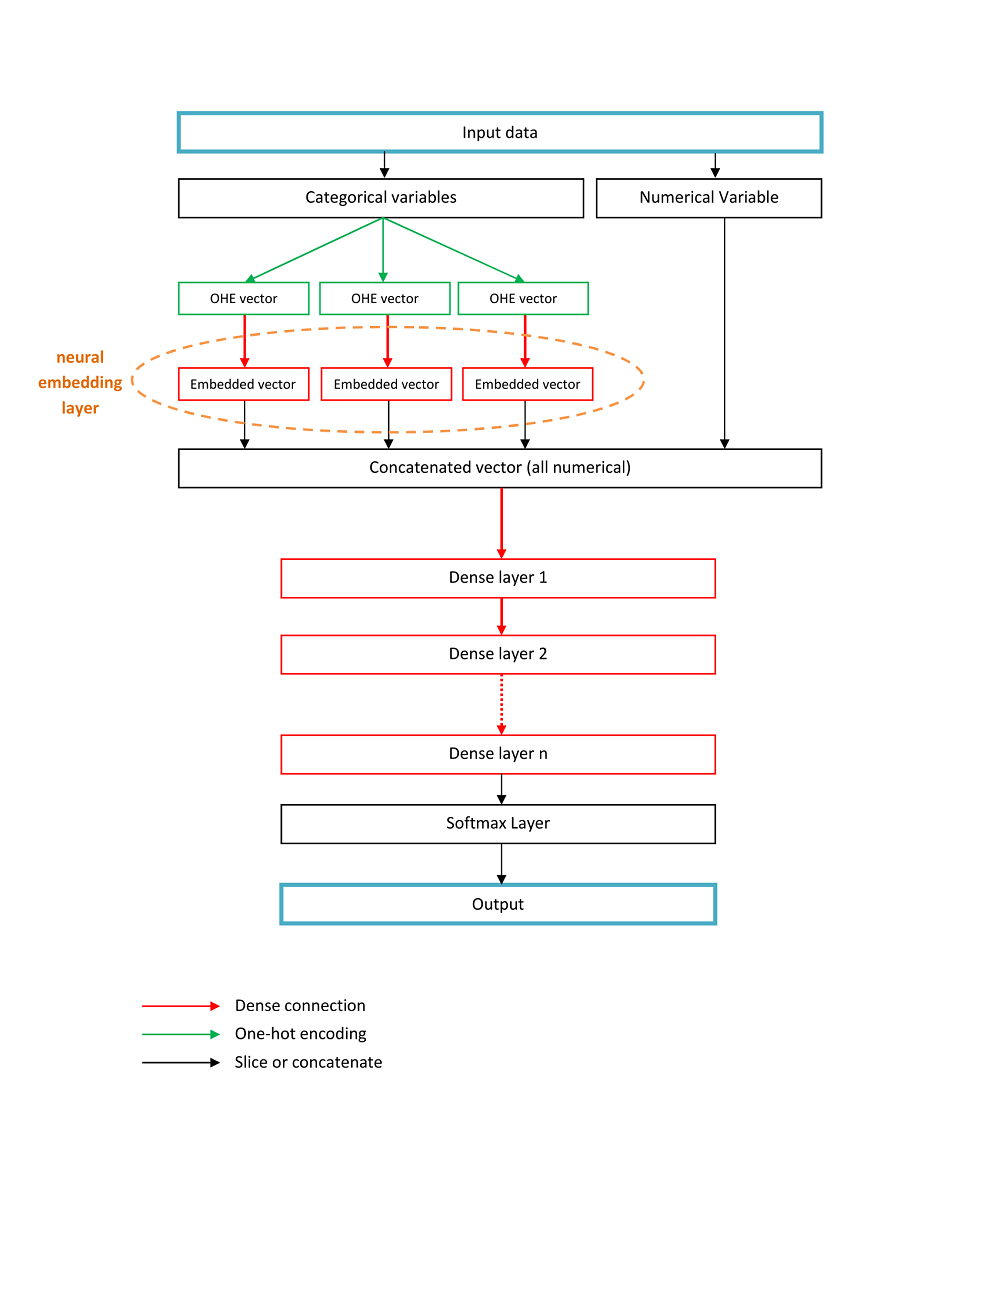 Input data
Categorical variables
Numerical Variable
OHE vector
OHE vector
OHE vector
neural
embedding
layer
Embedded vector
Embedded vector
Embedded vector
Concatenated vector (all numerical)
Dense layer 1
Dense layer 2
Dense layer n
Softmax Layer
Output
Dense connection
One-hot encoding
Slice or concatenate